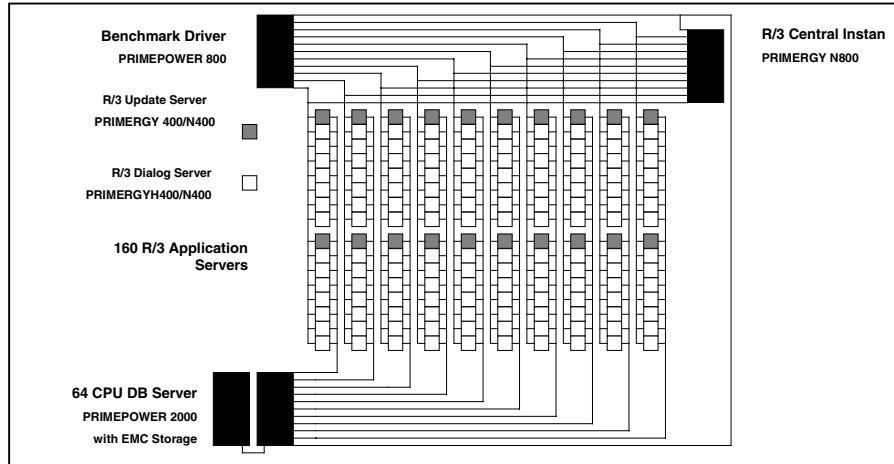 Benchmark Driver
PRIMEPOWER 800
R/3 Central Instan
PRIMERGY N800
R/3 Update Server
PRIMERGY 400/N400
R/3 Dialog Server
PRIMERGYH400/N400
160 R/3 Application
Servers
64 CPU DB Server
PRIMEPOWER 2000
with EMC Storage